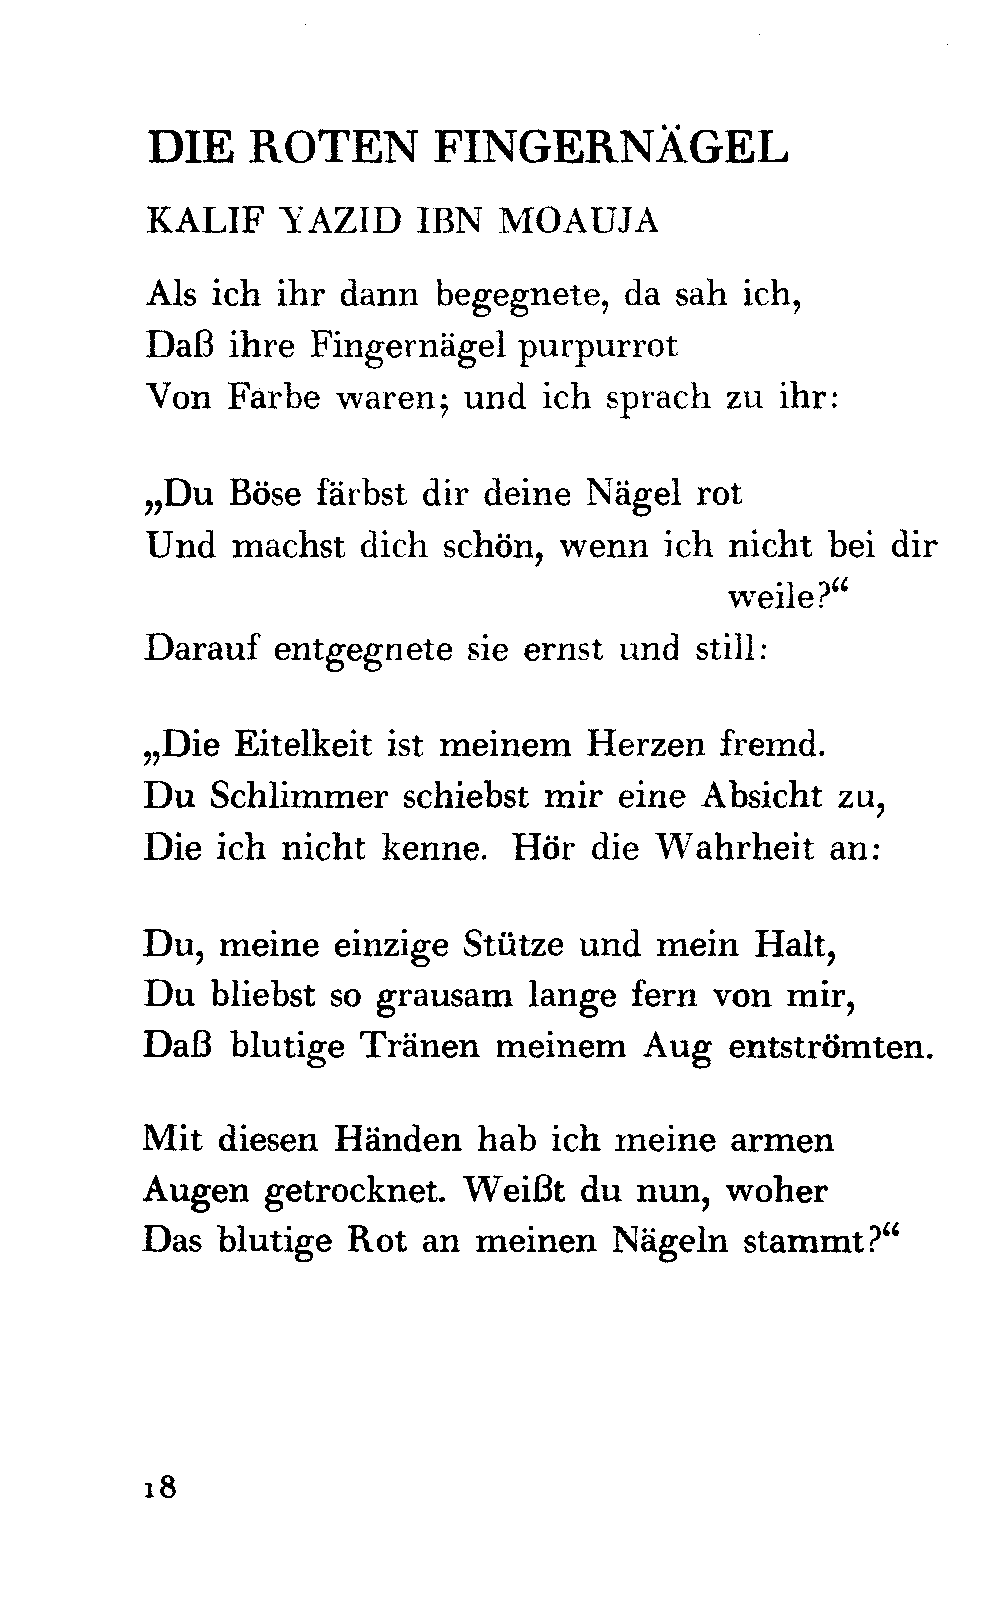 DIE ROTEN FINGERNÄGEL
KALIF YAZID IBN MOAUJA
Als ich ihr dann begegnete, da sah ich,
Daß ihre Fingernägel purpurrot
Von Farbe waren; und ich sprach zu ihr:
„Du Böse färbst dir deine Nägel rot
Und machst dich schön, wenn ich nicht bei dir
weile?“
Darauf entgegnete sie ernst und still:
„Die Eitelkeit ist meinem Herzen fremd.
Du Schlimmer schiebst mir eine Absicht zu,
Die ich nicht kenne. Hör die Wahrheit an:
Du, meine einzige Stütze und mein Halt,
Du bliebst so grausam lange fern von mir,
Daß blutige Tränen meinem Aug entströmten.
Mit diesen Händen hab ich meine armen
Augen getrocknet. Weißt du nun, woher
Das blutige Rot an meinen Nägeln stammt?“
18